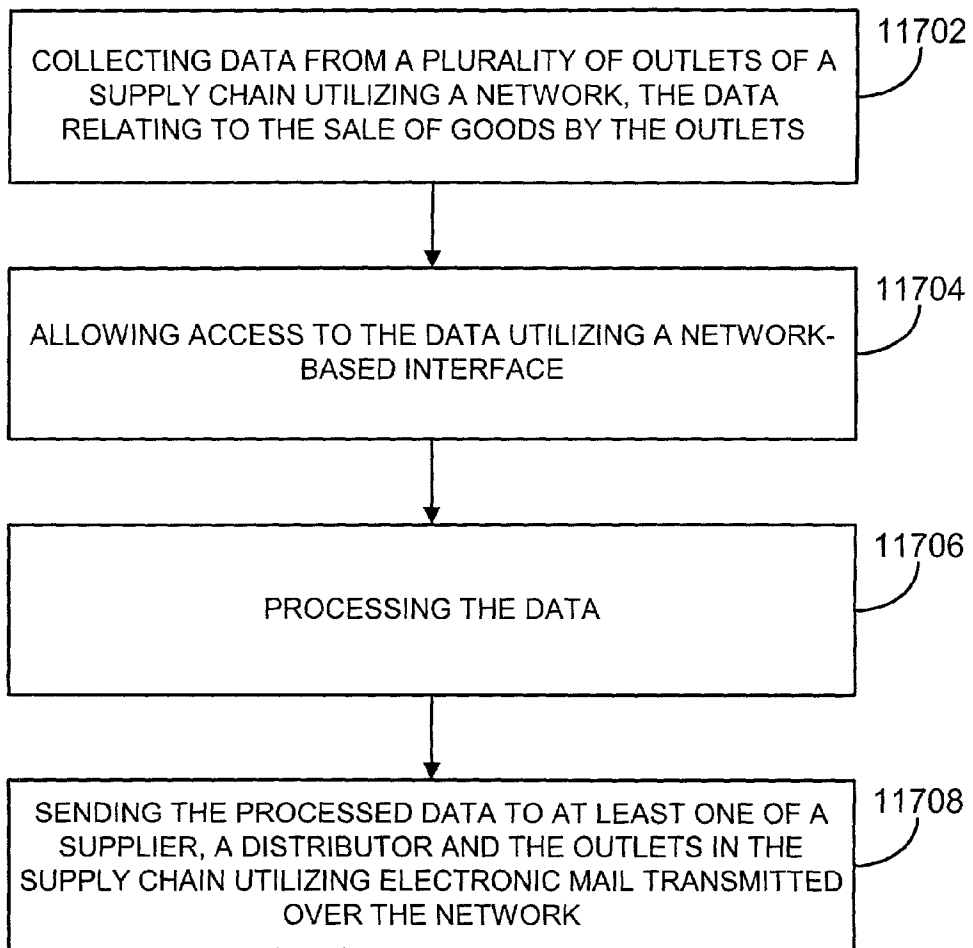 11702
COLLECTING DATA FROM A PLURALITY OF OUTLETS OF A
SUPPLY CHAIN UTILIZING A NETWORK, THE DATA
RELATING TO THE SALE OF GOODS BY THE OUTLETS
11704
ALLOWING ACCESS TO THE DATA UTILIZING A NETWORK-
BASED INTERFACE
11706
PROCESSING THE DATA
11708
SENDING THE PROCESSED DATA TO AT LEAST ONE OF A
SUPPLIER, A DISTRIBUTOR AND THE OUTLETS IN THE
SUPPLY CHAIN UTILIZING ELECTRONIC MAIL TRANSMITTED
OVER THE NETWORK